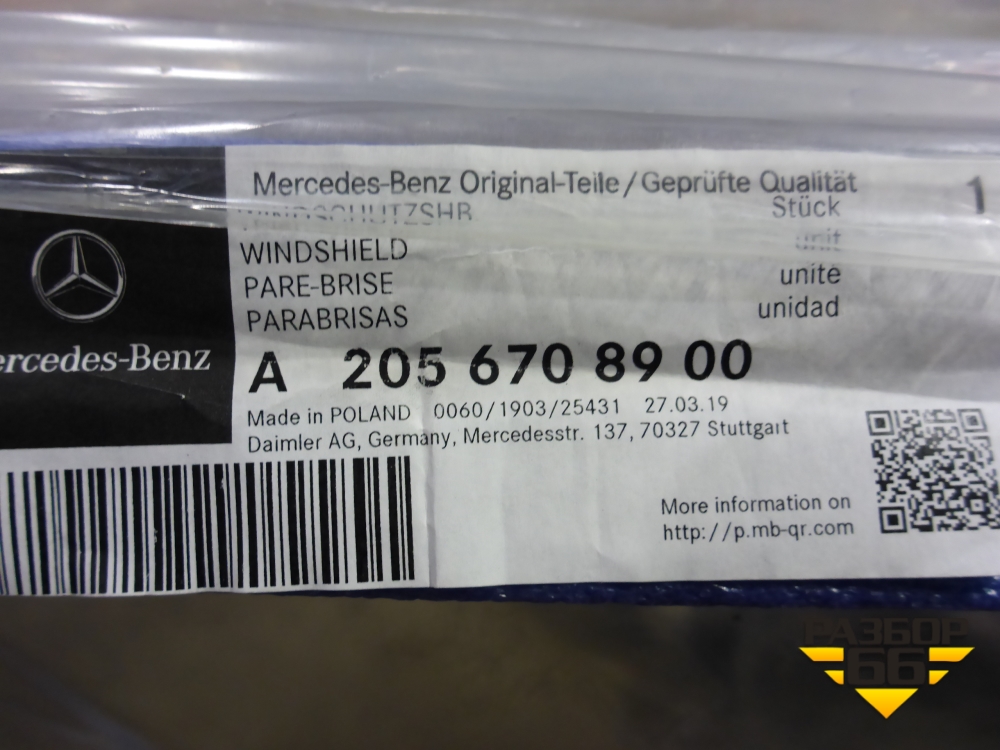 Mercedes-Benz Original-Teile/Geprüfte Qualität 1
Stück
WINDSHIELD unit
PARE-BRISE unite
PARABRISAS unidad
ercedes-Benz
A 205 670 89 00
Made in POLAND 0060/1903/25431 27.03.19
Daimler AG, Germany, Mercedesstr. 137, 70327 Stuttgart
More information on
http://p.mb-qr.com
РАЗБОР
66